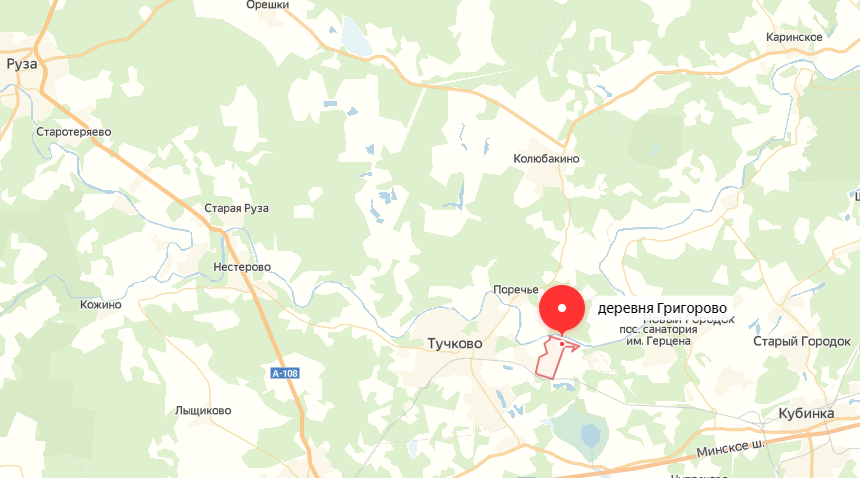 Орешки
Каринское
Руза
Старотеряево
Колюбакино
Старая Руза
Нестерово
Поречье
Кожино
деревня Григорово
Новый Городок
пос. санатория
им. Герцена
Тучково
Старый Городок
А-108
Лыщиково
Кубинка
Минское ш.